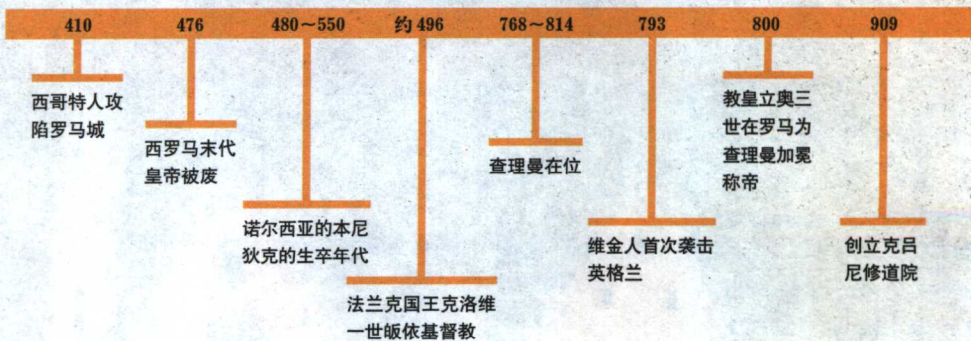 410 476 480～550 约496 768～814 793 800 909
西哥特人攻
陷罗马城
西罗马末代
皇帝被废
诺尔西亚的本尼
狄克的生卒年代
法兰克国王克洛维
一世皈依基督教
查理曼在位
维金人首次袭击
英格兰
教皇立奥三
世在罗马为
查理曼加冕
称帝
创立克吕
尼修道院